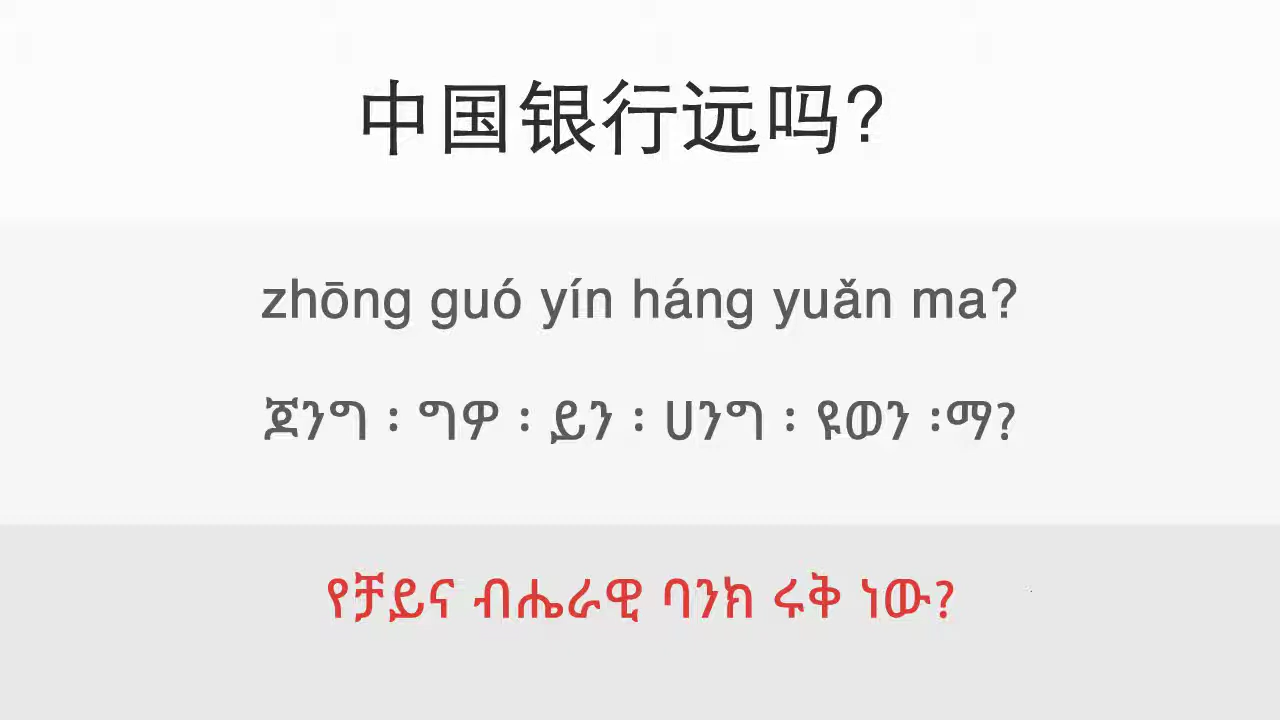 中国银行远吗?
zhōng guó yín háng yuǎn ma?
ጆንግ ፡ ግዎ ፡ ይን ፡ ሀንግ ፡ ዩወን ፡ማ?
የቻይና ብሔራዊ ባንክ ሩቅ ነው?